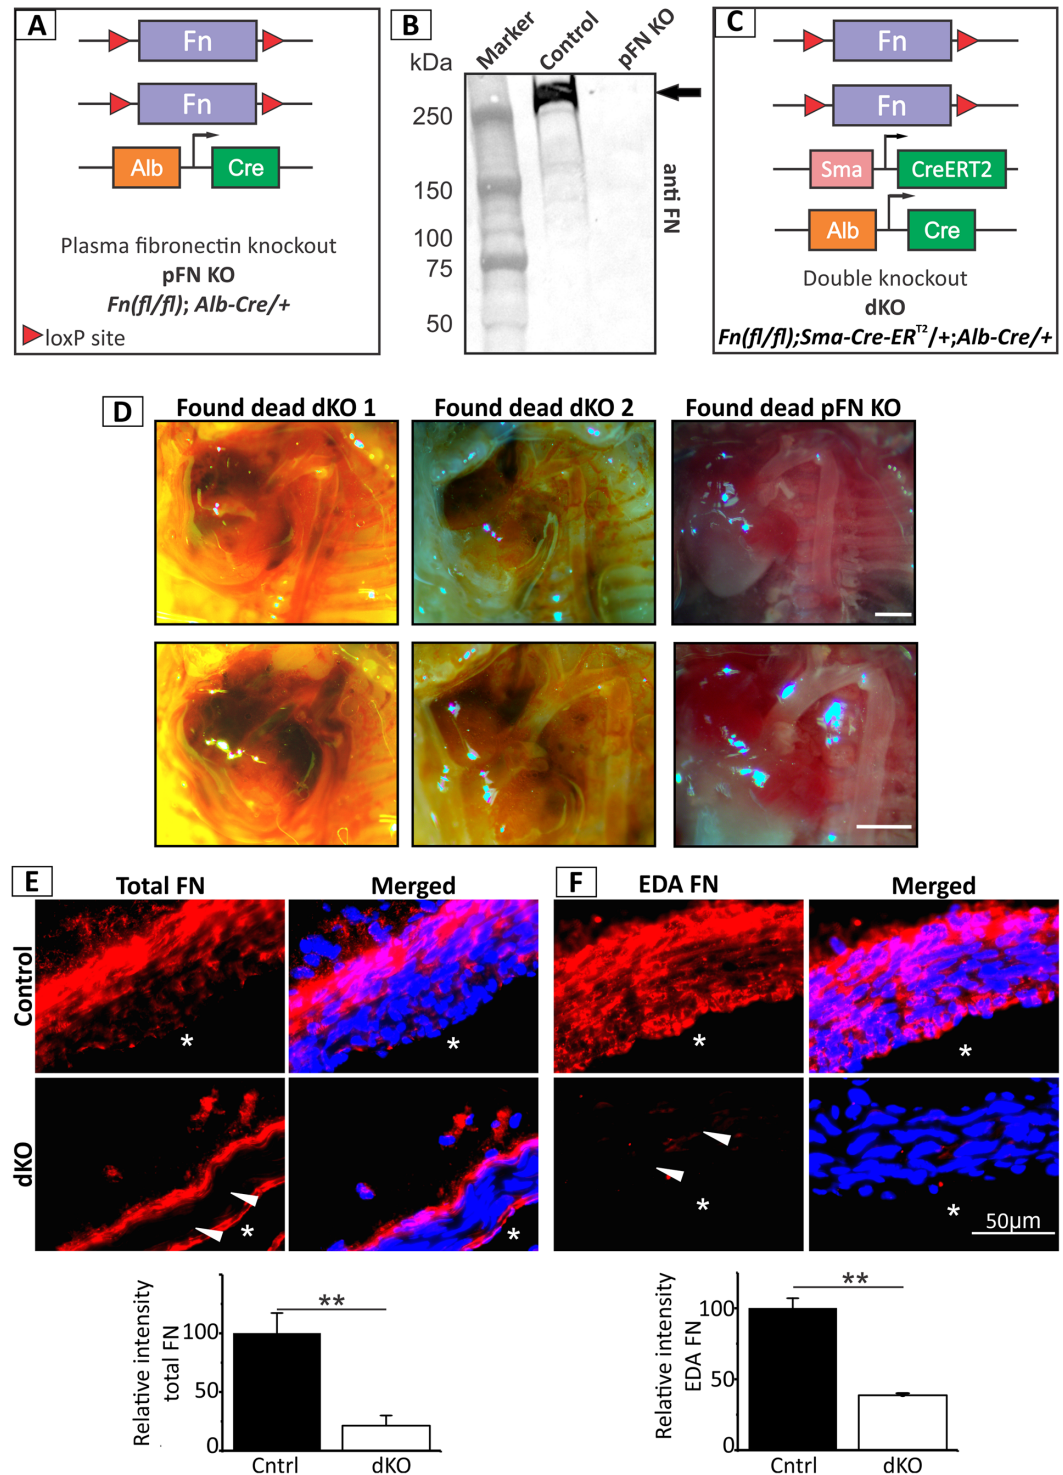 A
Fn
Fn
Alb
Cre
Plasma fibronectin knockout
pFN KO
Fn(fl/fl); Alb-Cre/+
loxP site
B
Marker
Control
pFN KO
kDa
250
150
100
75
50
anti FN
C
Fn
Fn
Sma
CreERT2
Alb
Cre
Double knockout
dKO
Fn(fl/fl);Sma-Cre-ERT2/+;Alb-Cre/+
D
Found dead dKO 1
Found dead dKO 2
Found dead pFN KO
E
Total FN
Merged
Control
*
*
dKO
*
*
F
EDA FN
Merged
*
*
*
*
50µm
Relative intensity
total FN
100
50
0
**
Cntrl
dKO
Relative intensity
EDA FN
100
50
0
**
Cntrl
dKO